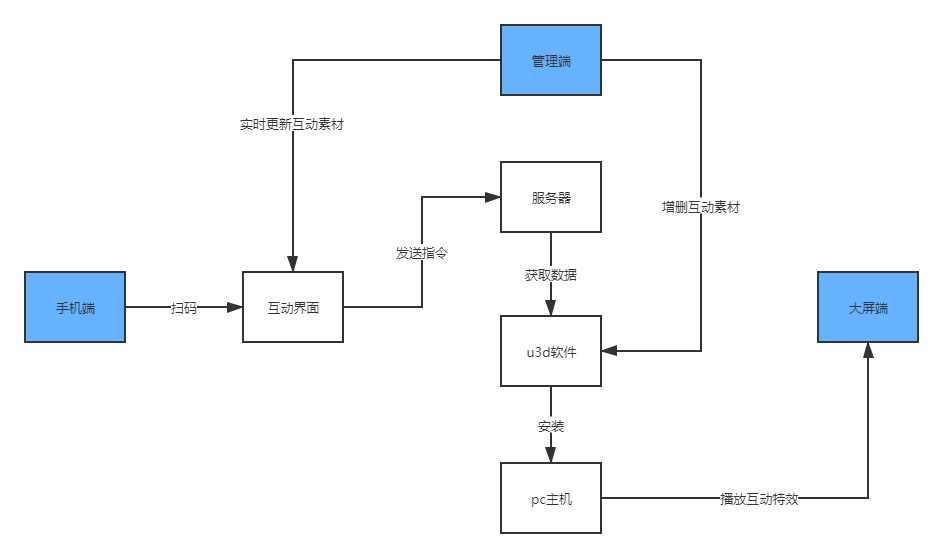 管理端
实时更新互动素材
服务器
增删互动素材
发送指令
获取数据
手机端
扫码
互动界面
大屏端
u3d软件
安装
pc主机
播放互动特效